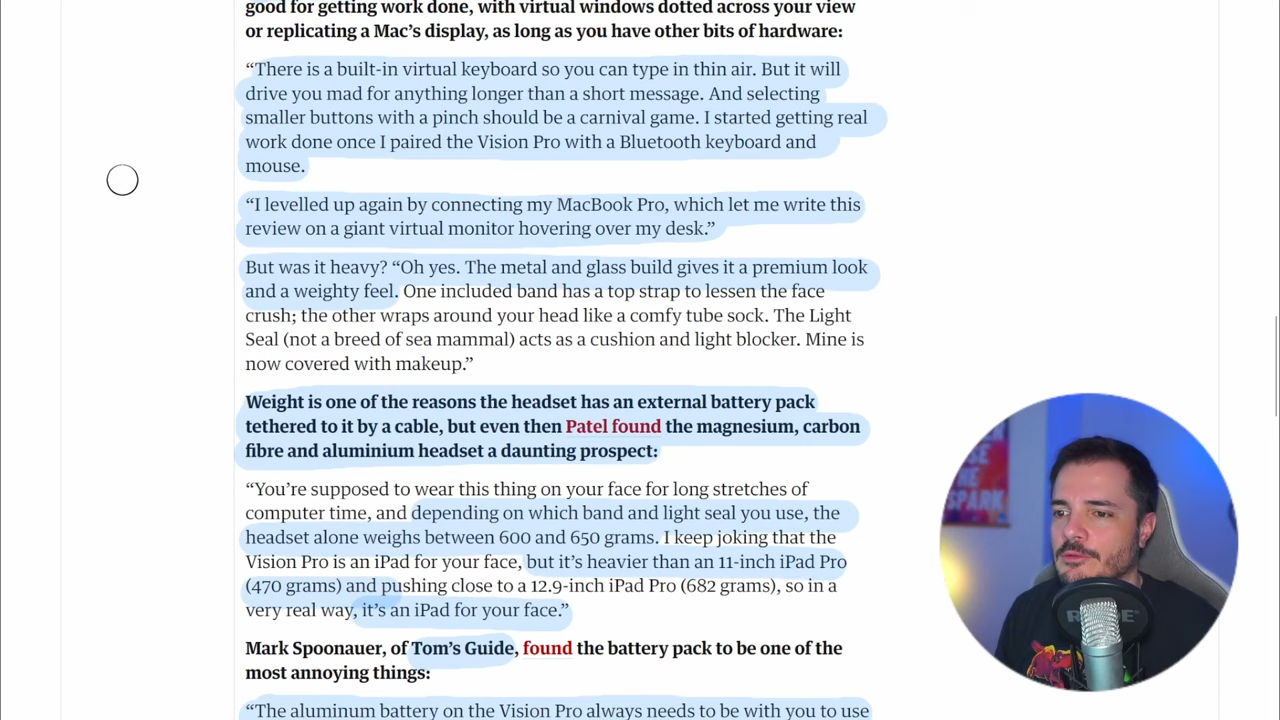 good for getting work done, with virtual windows dotted across your view
or replicating a Mac’s display, as long as you have other bits of hardware:
“There is a built-in virtual keyboard so you can type in thin air. But it will
drive you mad for anything longer than a short message. And selecting
smaller buttons with a pinch should be a carnival game. I started getting real
work done once I paired the Vision Pro with a Bluetooth keyboard and
mouse.
“I levelled up again by connecting my MacBook Pro, which let me write this
review on a giant virtual monitor hovering over my desk.”
But was it heavy? “Oh yes. The metal and glass build gives it a premium look
and a weighty feel. One included band has a top strap to lessen the face
crush; the other wraps around your head like a comfy tube sock. The Light
Seal (not a breed of sea mammal) acts as a cushion and light blocker. Mine is
now covered with makeup.”
Weight is one of the reasons the headset has an external battery pack
tethered to it by a cable, but even then Patel found the magnesium, carbon
fibre and aluminium headset a daunting prospect:
“You’re supposed to wear this thing on your face for long stretches of
computer time, and depending on which band and light seal you use, the
headset alone weighs between 600 and 650 grams. I keep joking that the
Vision Pro is an iPad for your face, but it’s heavier than an 11-inch iPad Pro
(470 grams) and pushing close to a 12.9-inch iPad Pro (682 grams), so in a
very real way, it’s an iPad for your face.”
Mark Spoonauer, of Tom’s Guide, found the battery pack to be one of the
most annoying things:
“The aluminum battery on the Vision Pro always needs to be with you to use
THE
SPARK